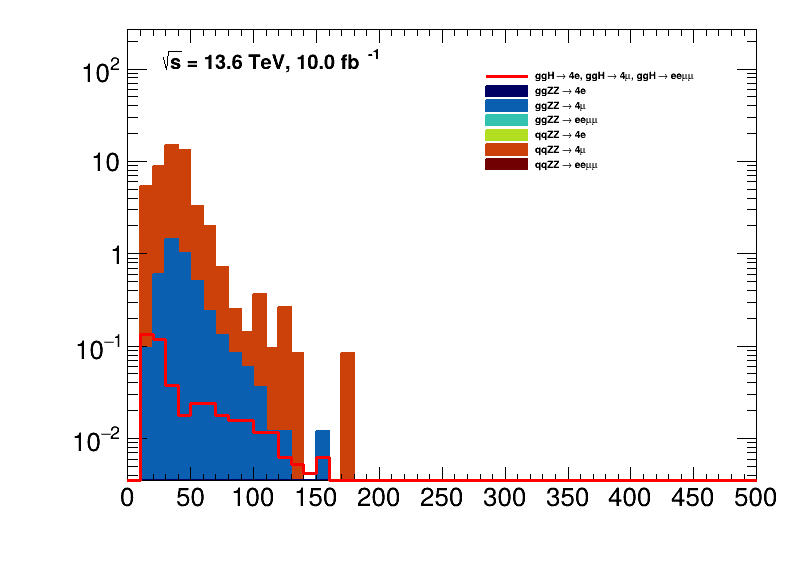 √s = 13.6 TeV, 10.0 fb⁻¹
ggH → 4e, ggH → 4μ, ggH → eeμμ
ggZZ → 4e
ggZZ → 4μ
ggZZ → eeμμ
qqZZ → 4e
qqZZ → 4μ
qqZZ → eeμμ
10²
10
1
10⁻¹
10⁻²
0 50 100 150 200 250 300 350 400 450 500